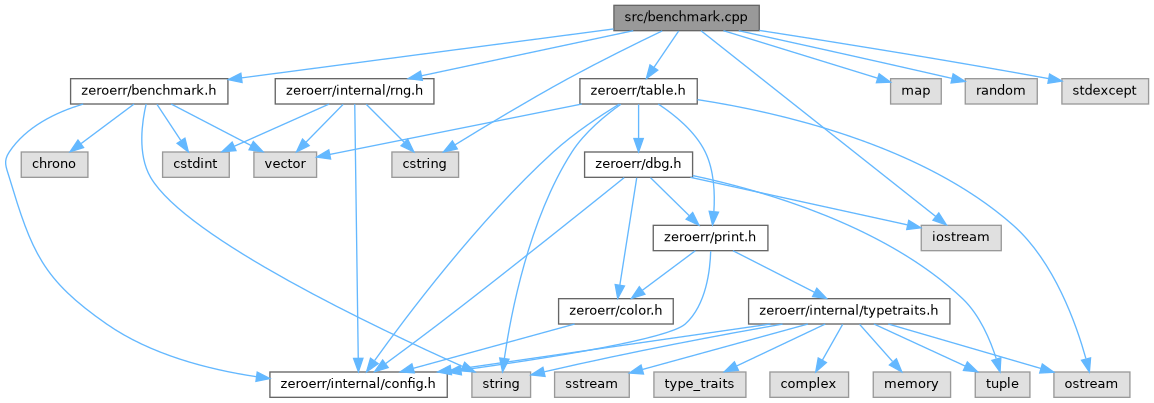 src/benchmark.cpp
zeroerr/benchmark.h
zeroerr/internal/rng.h
zeroerr/table.h
map
random
stdexcept
chrono
cstdint
vector
cstring
zeroerr/dbg.h
zeroerr/print.h
iostream
zeroerr/color.h
zeroerr/internal/typetraits.h
zeroerr/internal/config.h
string
sstream
type_traits
complex
memory
tuple
ostream